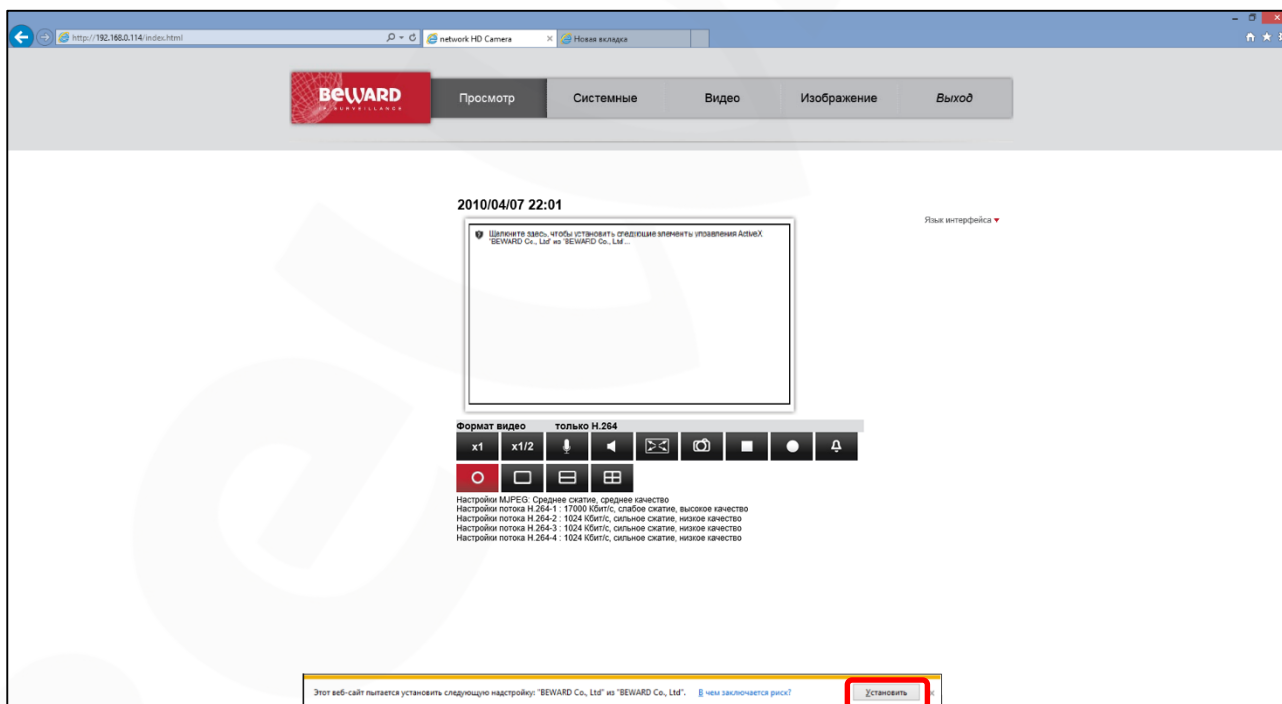 http://192.168.0.114/index.html
network HD Camera
Новая вкладка
BEWARD
IP SURVEILLANCE
Просмотр
Системные
Видео
Изображение
Выход
2010/04/07 22:01
Язык интерфейса
Щелкните здесь, чтобы установить следующие элементы управления ActiveX
"BEWARD Co., Ltd" из "BEWARD Co., Ltd ...
Формат видео только H.264
x1 x1/2
Настройки MJPEG: Среднее сжатие, среднее качество
Настройки потока H.264-1 : 17000 Кбит/с, слабое сжатие, высокое качество
Настройки потока H.264-2 : 1024 Кбит/с, сильное сжатие, низкое качество
Настройки потока H.264-3 : 1024 Кбит/с, сильное сжатие, низкое качество
Настройки потока H.264-4 : 1024 Кбит/с, сильное сжатие, низкое качество
Этот веб-сайт пытается установить следующую надстройку: "BEWARD Co., Ltd" из "BEWARD Co., Ltd". В чем заключается риск? Установить